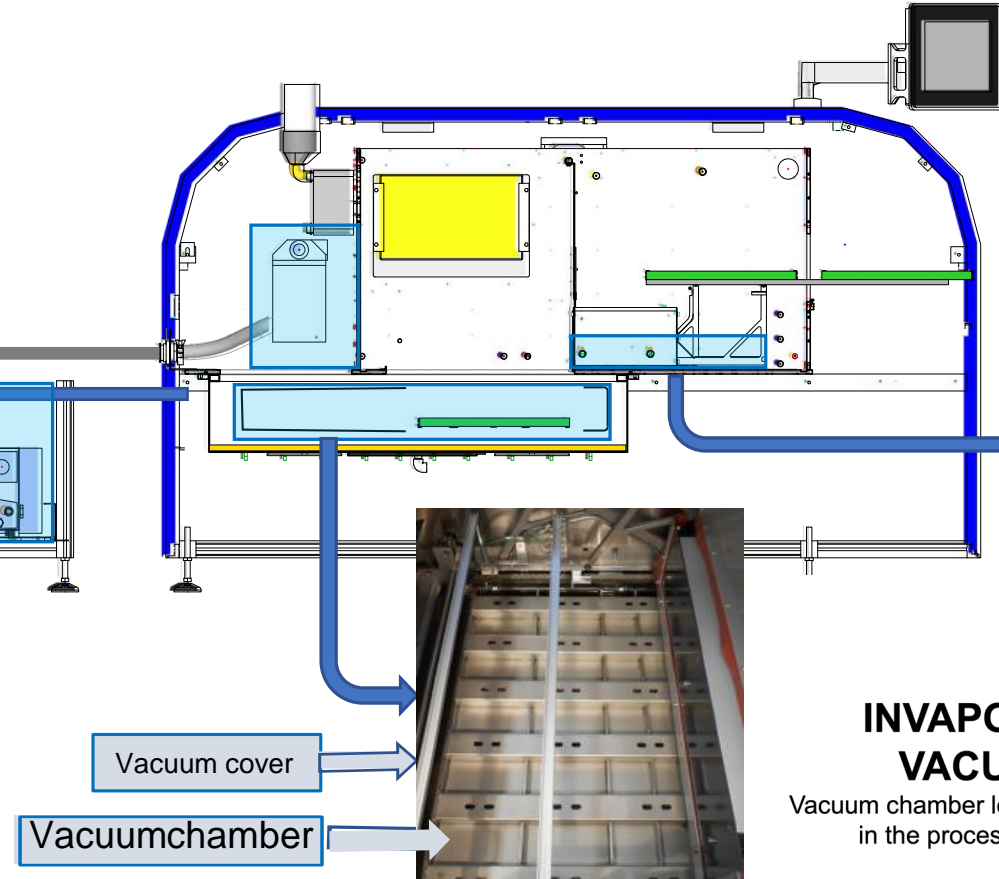 Vacuum cover
Vacuumchamber
INVAPO
VACU
Vacuum chamber l
in the proces